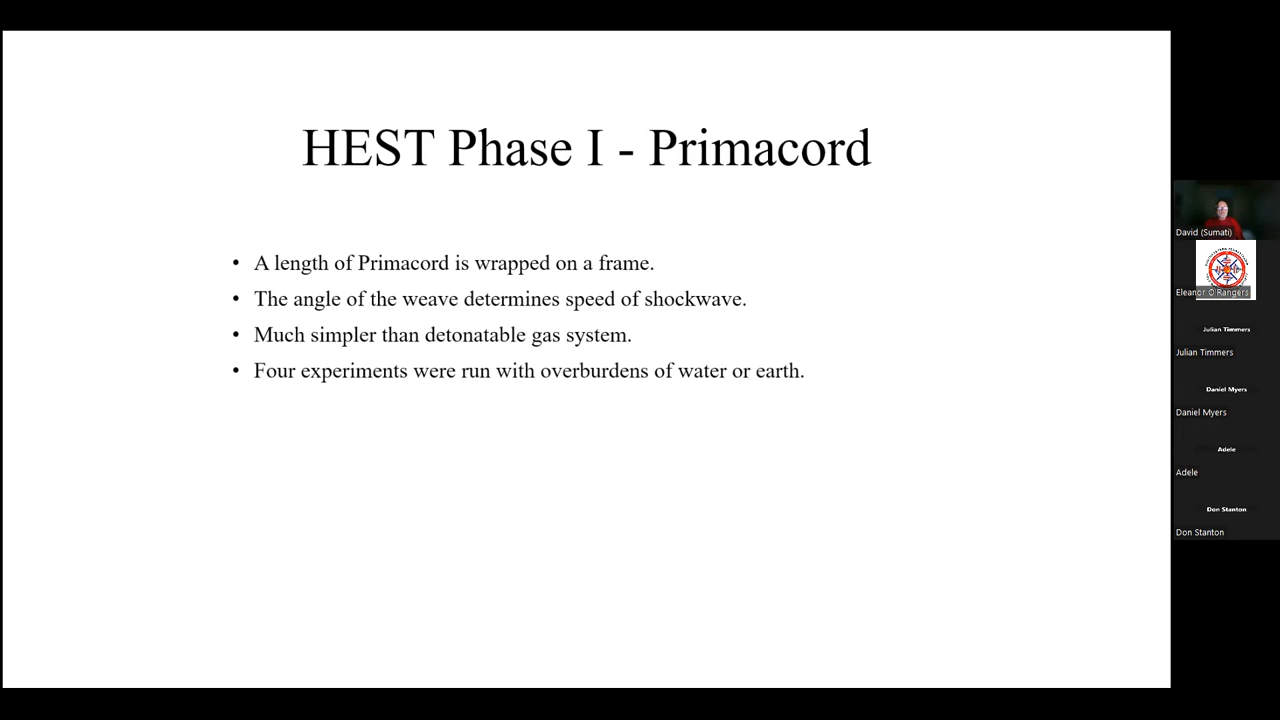 HEST Phase I - Primacord
• A length of Primacord is wrapped on a frame.
• The angle of the weave determines speed of shockwave.
• Much simpler than detonatable gas system.
• Four experiments were run with overburdens of water or earth.
David (Sumati)
Eleanor O'Rangers
Julian Timmers
Julian Timmers
Daniel Myers
Daniel Myers
Adele
Adele
Don Stanton
Don Stanton